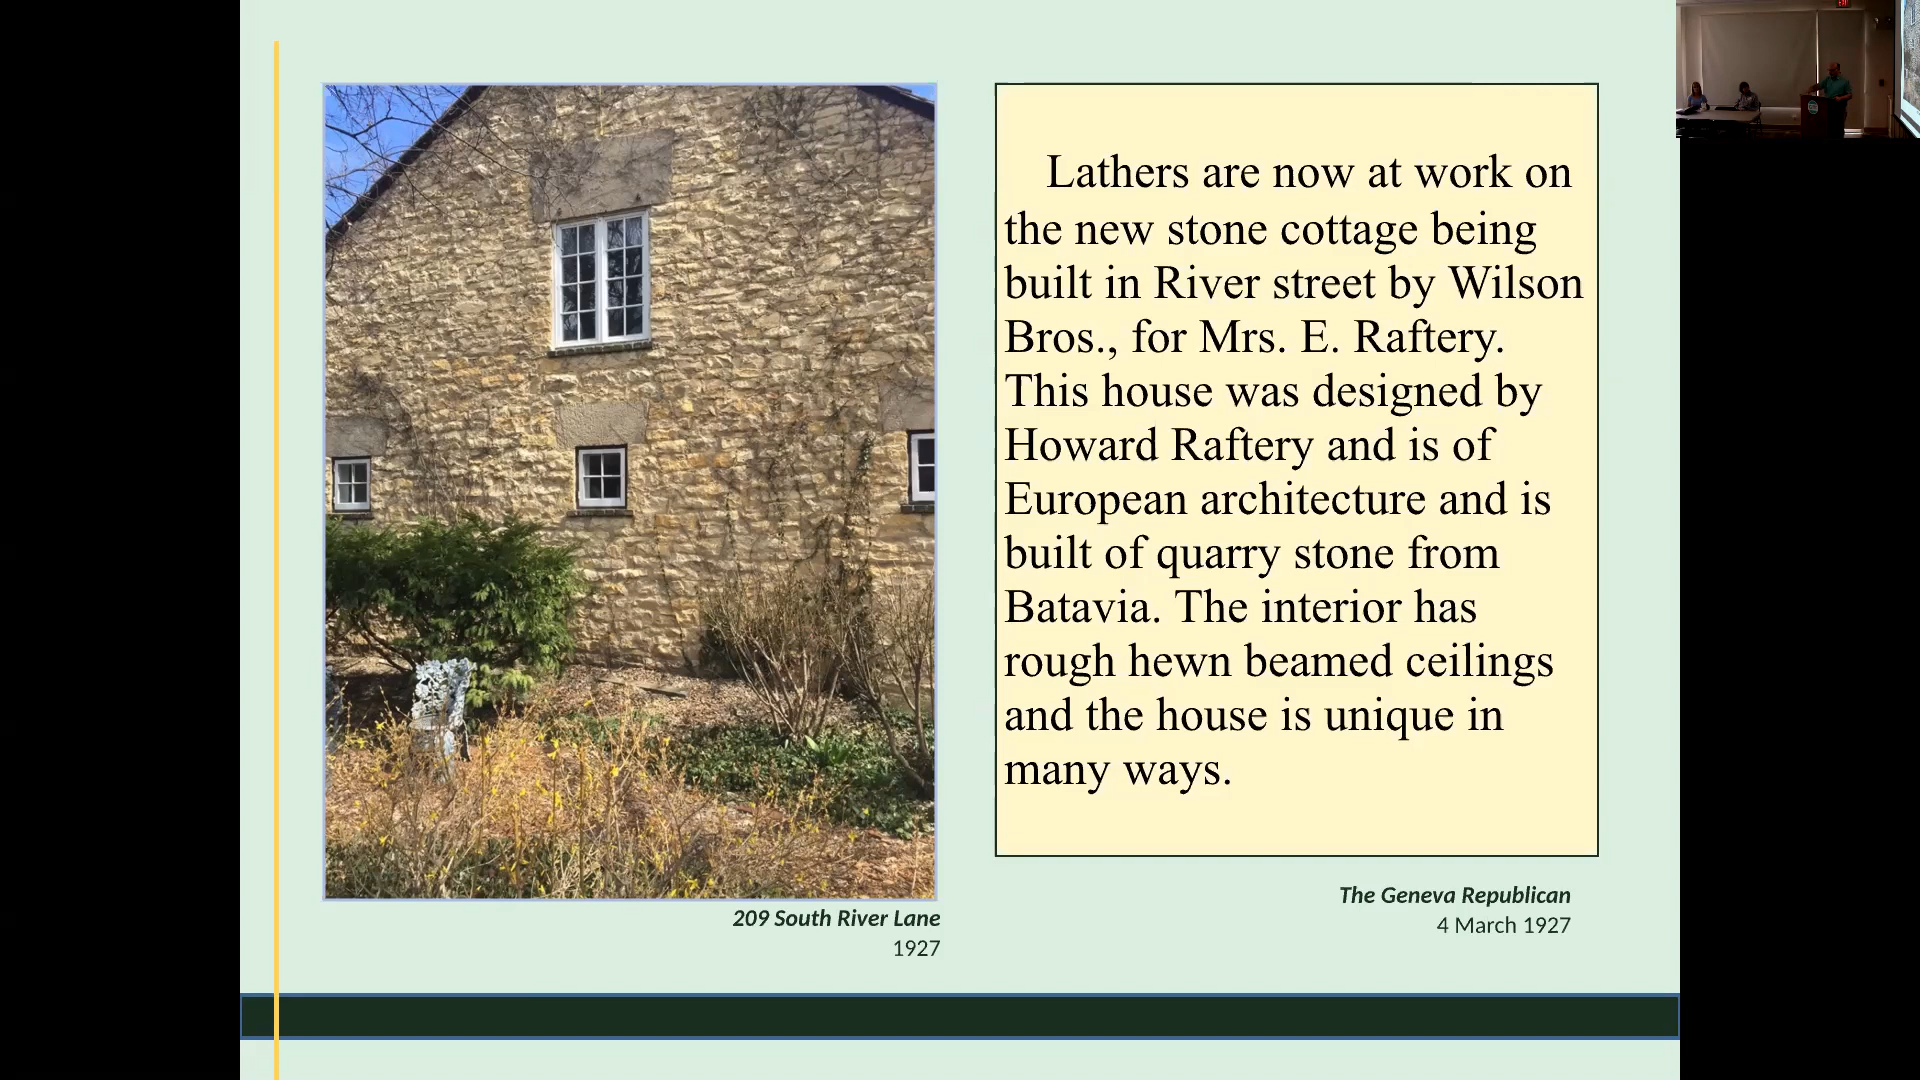 Lathers are now at work on
the new stone cottage being
built in River street by Wilson
Bros., for Mrs. E. Raftery.
This house was designed by
Howard Raftery and is of
European architecture and is
built of quarry stone from
Batavia. The interior has
rough hewn beamed ceilings
and the house is unique in
many ways.
The Geneva Republican
4 March 1927
209 South River Lane
1927